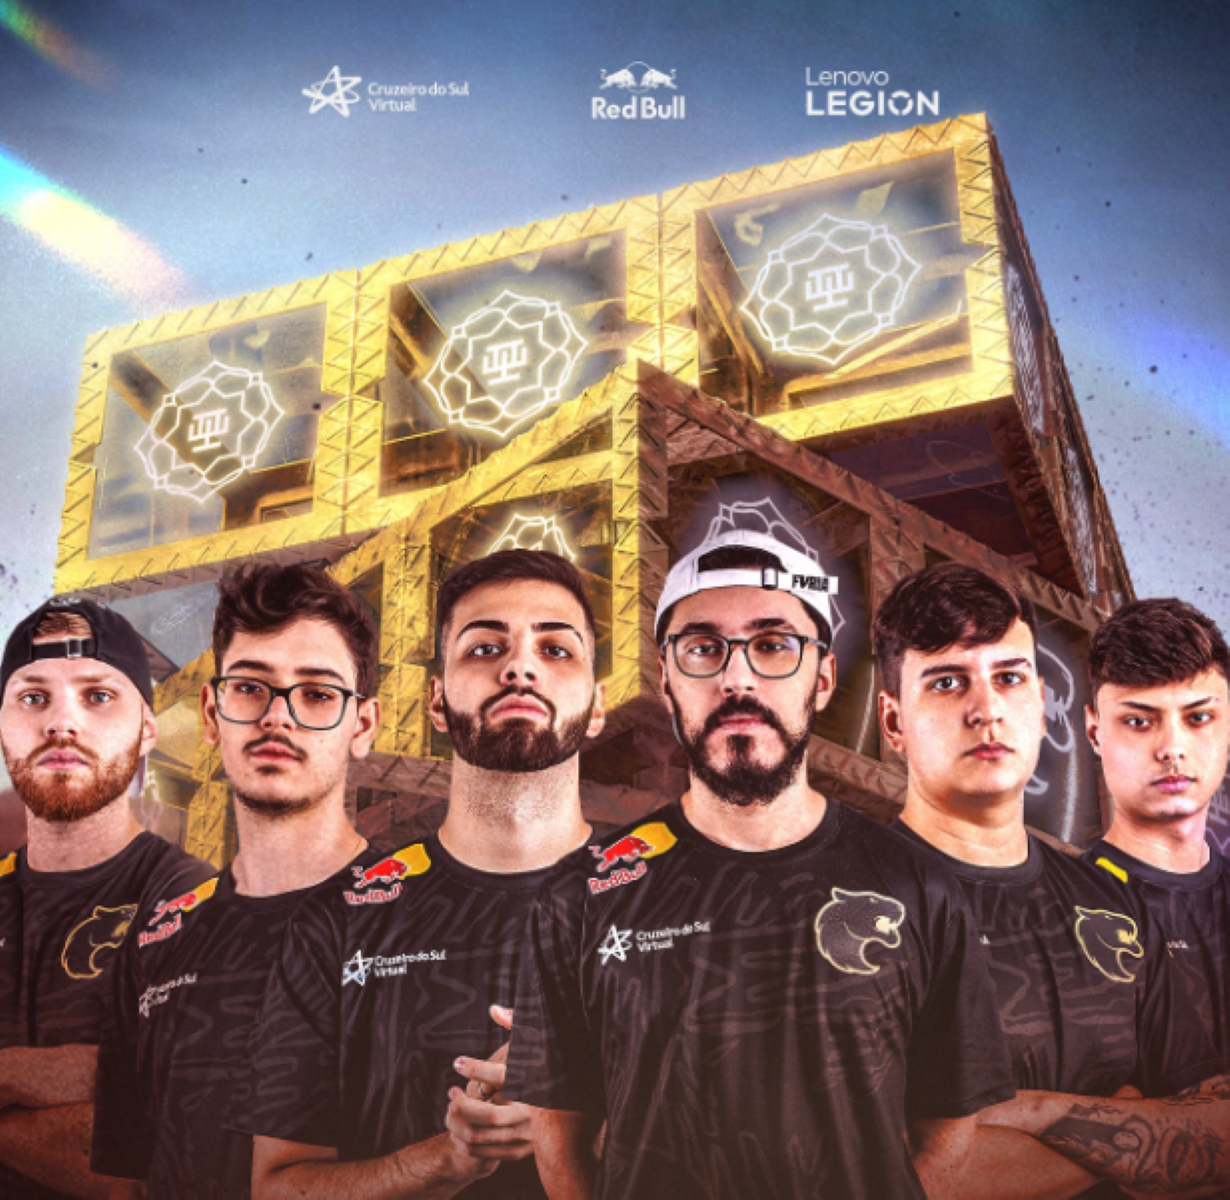 Cruzeiro do Sul
Virtual
Red Bull
Lenovo
LEGION
FVRIA
Red Bull
Cruzeiro do Sul
Virtual
Red Bull
Cruzeiro do Sul
Virtual
Red Bull